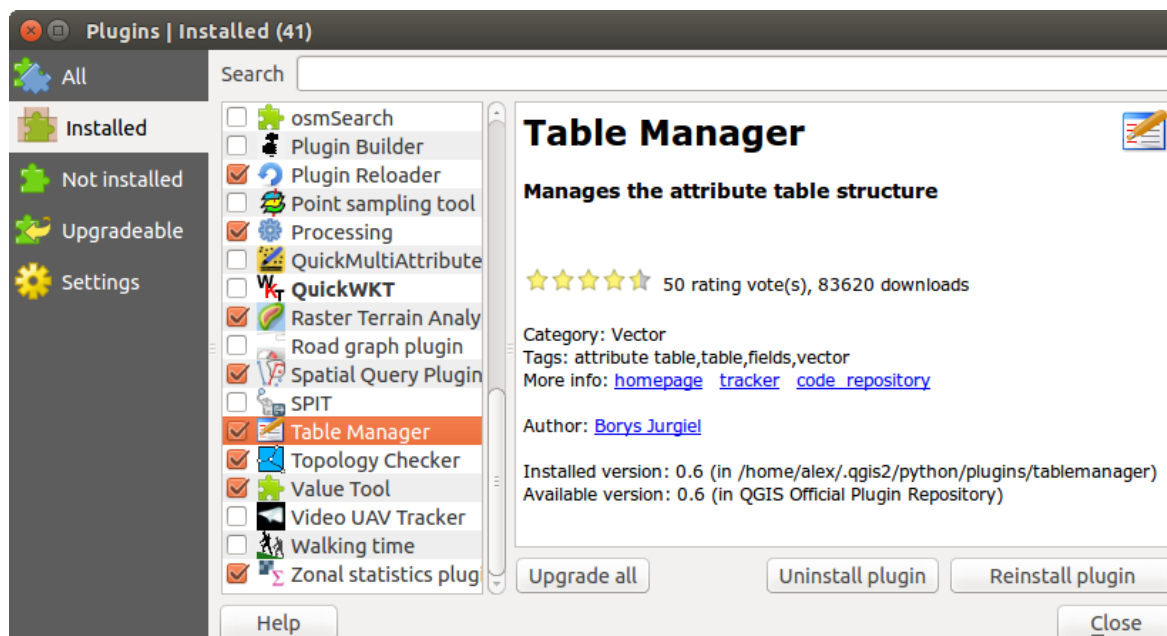 Plugins | Installed (41)
All
Installed
Not installed
Upgradeable
Settings
Search
osmSearch
Plugin Builder
Plugin Reloader
Point sampling tool
Processing
QuickMultiAttribute
WKT QuickWKT
Raster Terrain Analy
Road graph plugin
Spatial Query Plugin
SPIT
Table Manager
Topology Checker
Value Tool
Video UAV Tracker
Walking time
Σ Zonal statistics plugi
Table Manager
Manages the attribute table structure
50 rating vote(s), 83620 downloads
Category: Vector
Tags: attribute table,table,fields,vector
More info: homepage tracker code repository
Author: Borys Jurgiel
Installed version: 0.6 (in /home/alex/.qgis2/python/plugins/tablemanager)
Available version: 0.6 (in QGIS Official Plugin Repository)
Upgrade all
Uninstall plugin
Reinstall plugin
Help
Close